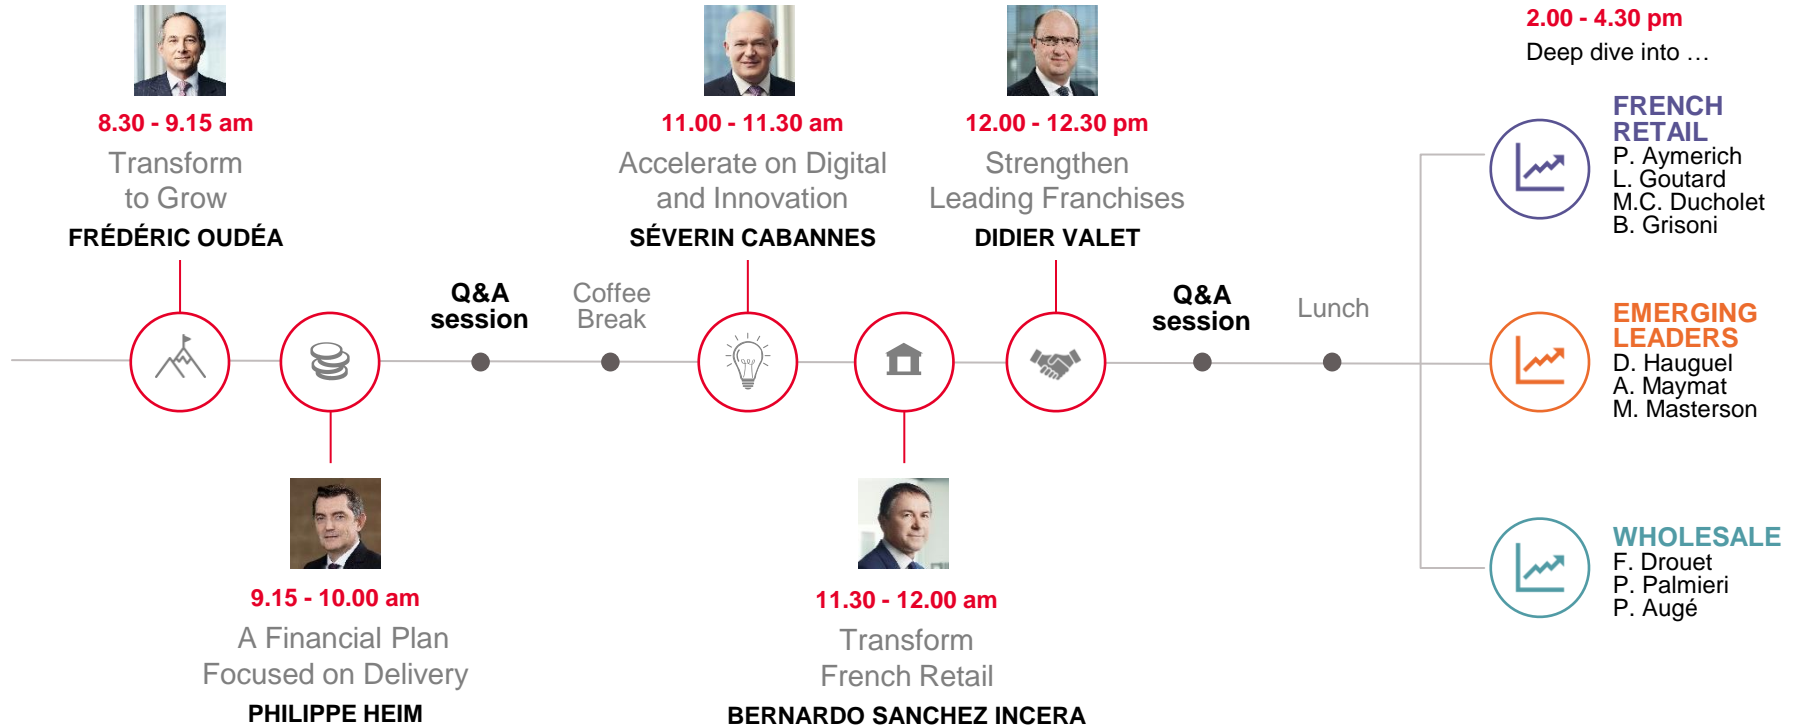 8.30 - 9.15 am
Transform
to Grow
FRÉDÉRIC OUDÉA
9.15 - 10.00 am
A Financial Plan
Focused on Delivery
PHILIPPE HEIM
Q&A
session
Coffee
Break
11.00 - 11.30 am
Accelerate on Digital
and Innovation
SÉVERIN CABANNES
11.30 - 12.00 am
Transform
French Retail
BERNARDO SANCHEZ INCERA
12.00 - 12.30 pm
Strengthen
Leading Franchises
DIDIER VALET
Q&A
session
Lunch
2.00 - 4.30 pm
Deep dive into …
FRENCH
RETAIL
P. Aymerich
L. Goutard
M.C. Ducholet
B. Grisoni
EMERGING
LEADERS
D. Hauguel
A. Maymat
M. Masterson
WHOLESALE
F. Drouet
P. Palmieri
P. Augé